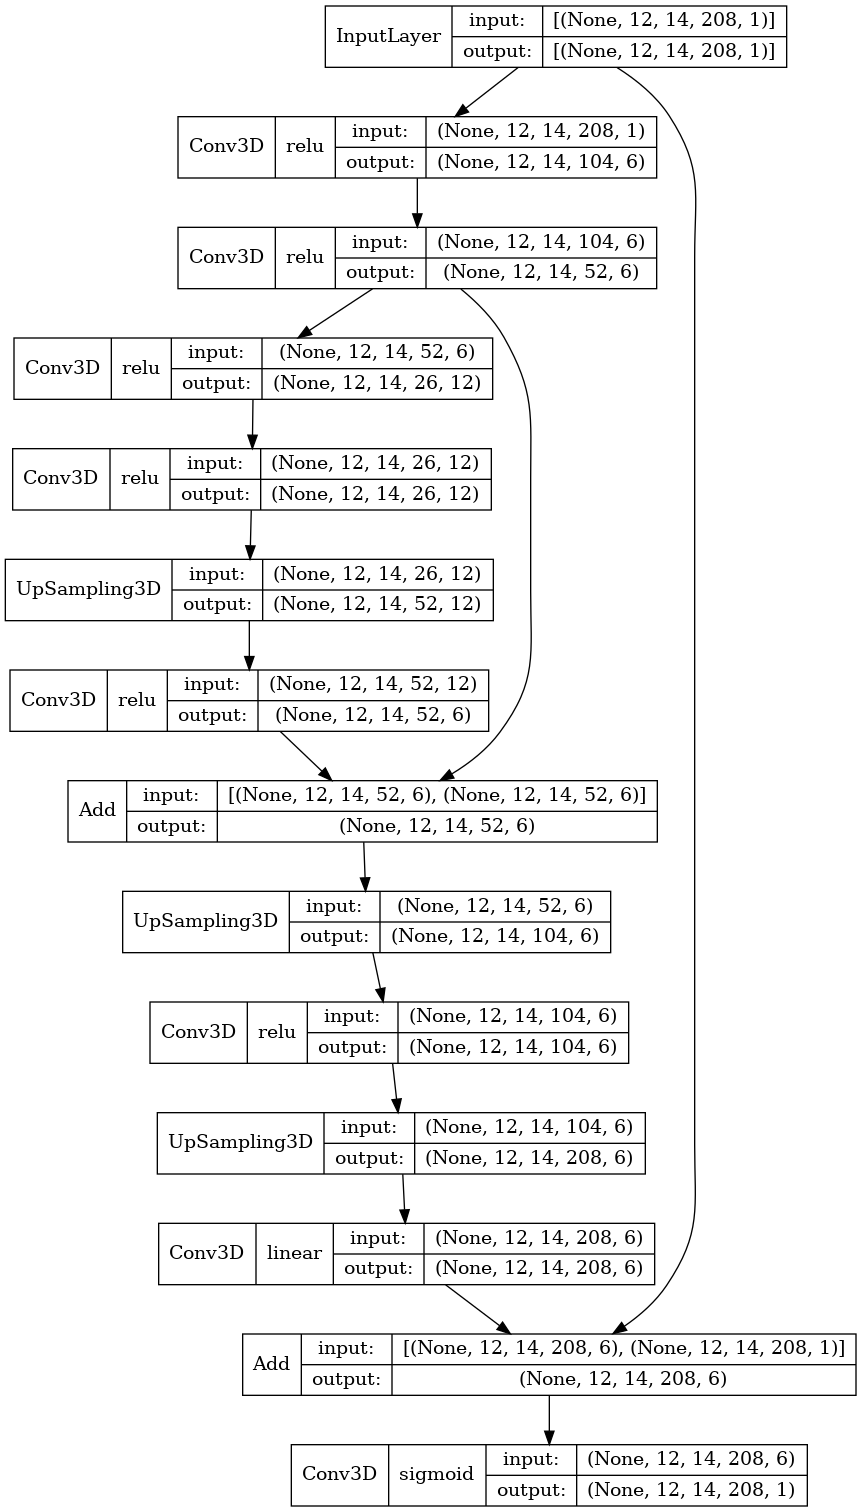 InputLayer input: [(None, 12, 14, 208, 1)]
output: [(None, 12, 14, 208, 1)]
Conv3D relu input: (None, 12, 14, 208, 1)
output: (None, 12, 14, 104, 6)
Conv3D relu input: (None, 12, 14, 104, 6)
output: (None, 12, 14, 52, 6)
Conv3D relu input: (None, 12, 14, 52, 6)
output: (None, 12, 14, 26, 12)
Conv3D relu input: (None, 12, 14, 26, 12)
output: (None, 12, 14, 26, 12)
UpSampling3D input: (None, 12, 14, 26, 12)
output: (None, 12, 14, 52, 12)
Conv3D relu input: (None, 12, 14, 52, 12)
output: (None, 12, 14, 52, 6)
Add input: [(None, 12, 14, 52, 6), (None, 12, 14, 52, 6)]
output: (None, 12, 14, 52, 6)
UpSampling3D input: (None, 12, 14, 52, 6)
output: (None, 12, 14, 104, 6)
Conv3D relu input: (None, 12, 14, 104, 6)
output: (None, 12, 14, 104, 6)
UpSampling3D input: (None, 12, 14, 104, 6)
output: (None, 12, 14, 208, 6)
Conv3D linear input: (None, 12, 14, 208, 6)
output: (None, 12, 14, 208, 6)
Add input: [(None, 12, 14, 208, 6), (None, 12, 14, 208, 1)]
output: (None, 12, 14, 208, 6)
Conv3D sigmoid input: (None, 12, 14, 208, 6)
output: (None, 12, 14, 208, 1)